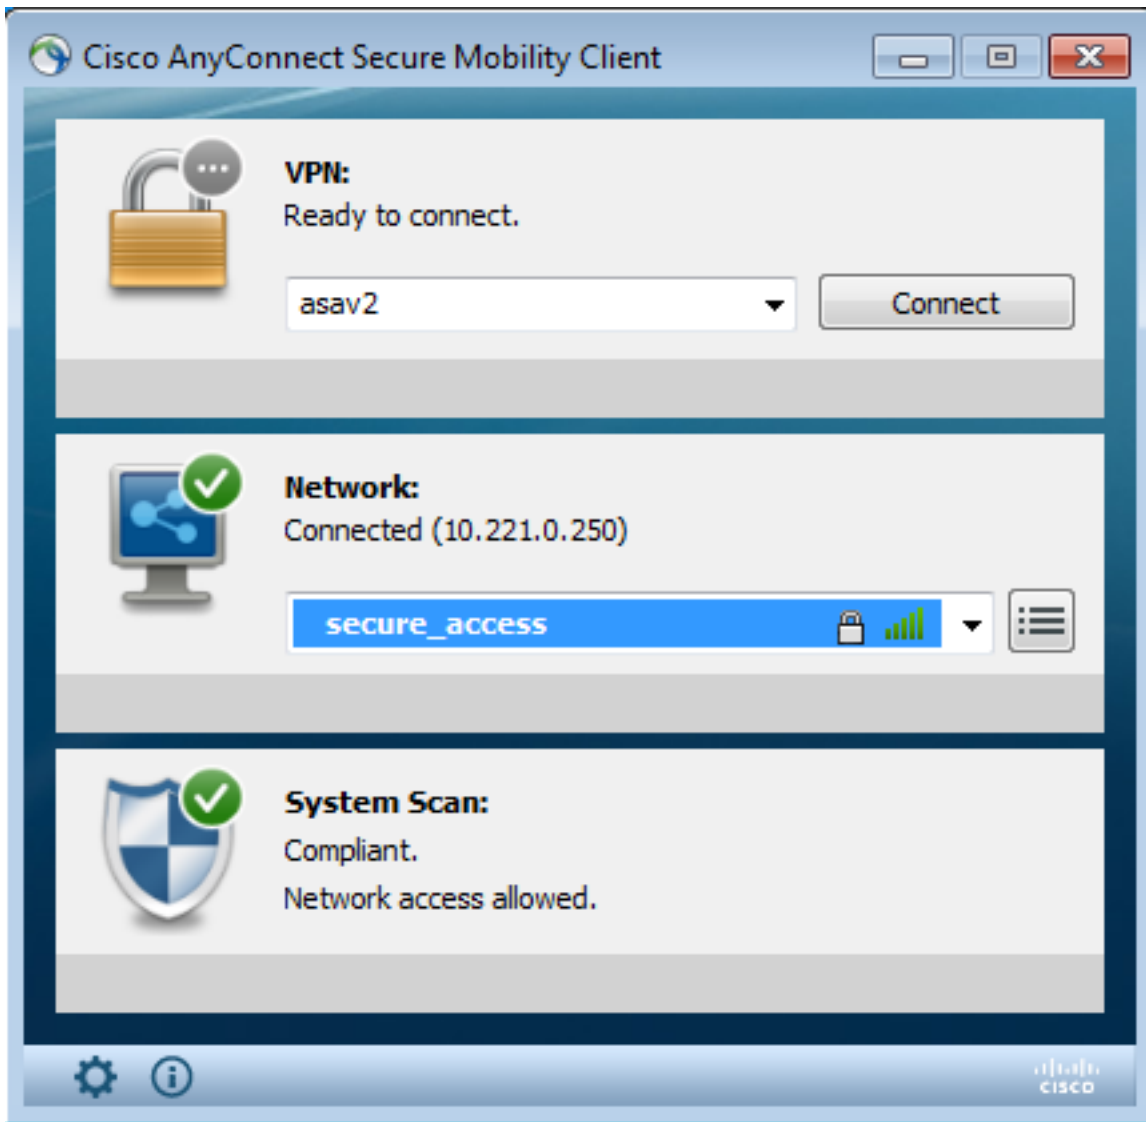 Cisco AnyConnect Secure Mobility Client
VPN:
Ready to connect.
asav2
Connect
Network:
Connected (10.221.0.250)
secure_access
System Scan:
Compliant.
Network access allowed.
CISCO